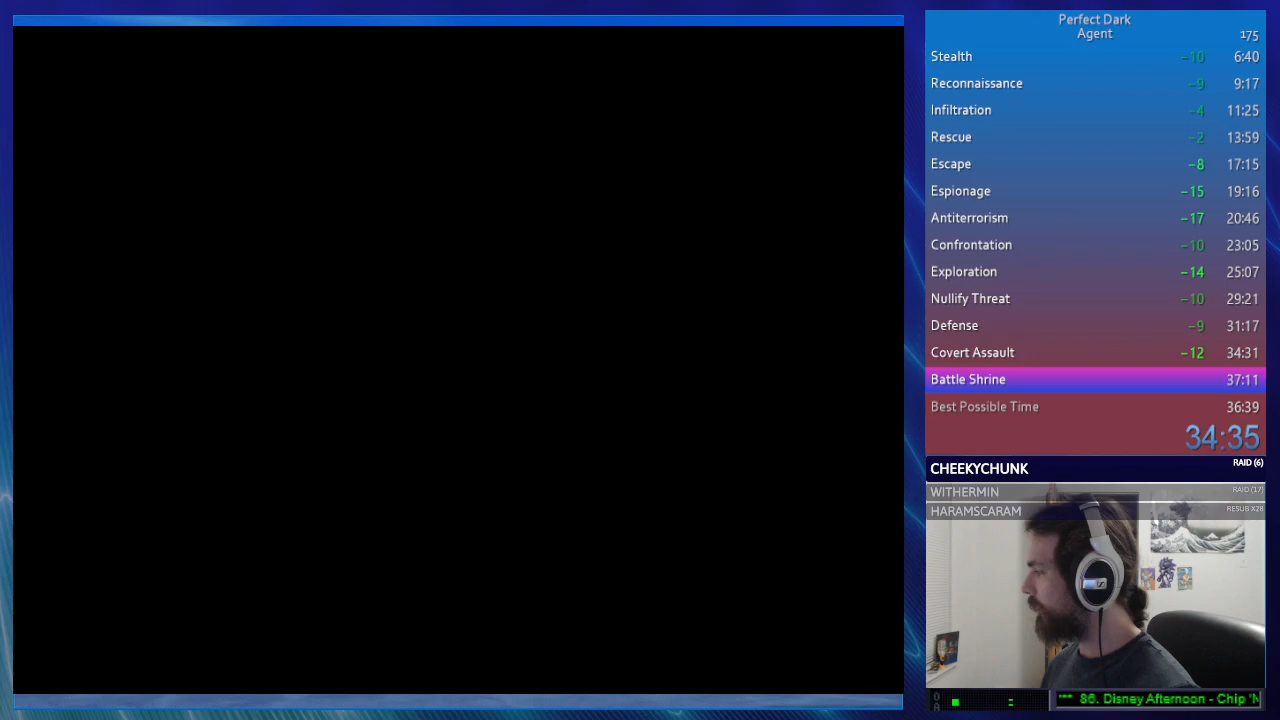 Perfect Dark
Agent 175
Stealth -10 6:40
Reconnaissance -9 9:17
Infiltration -4 11:25
Rescue -2 13:59
Escape -8 17:15
Espionage -15 19:16
Antiterrorism -17 20:46
Confrontation -10 23:05
Exploration -14 25:07
Nullify Threat -10 29:21
Defense -9 31:17
Covert Assault -12 34:31
Battle Shrine 37:11
Best Possible Time 36:39
34:35
CHEEKYCHUNK RAID (6)
WITHERMIN RAID (17)
HARAMSCARAM RESUB X26
*** 86. Disney Afternoon - Chip 'N